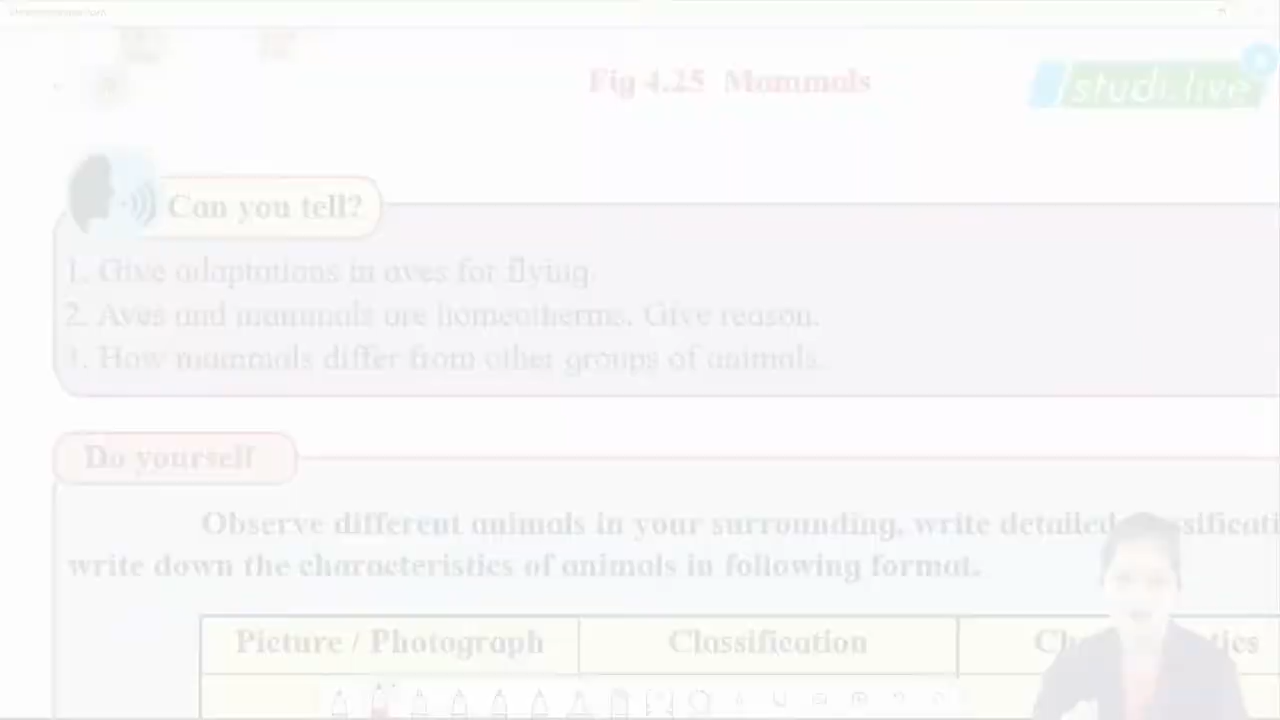 Fig 4.25 Mammals
studi.live
Can you tell?
1. Give adaptations in aves for flying.
2. Aves and mammals are homeotherms. Give reason.
3. How mammals differ from other groups of animals.
Do yourself
Observe different animals in your surrounding, write detailed
write down the characteristics of animals in following format.
Picture / Photograph Classification